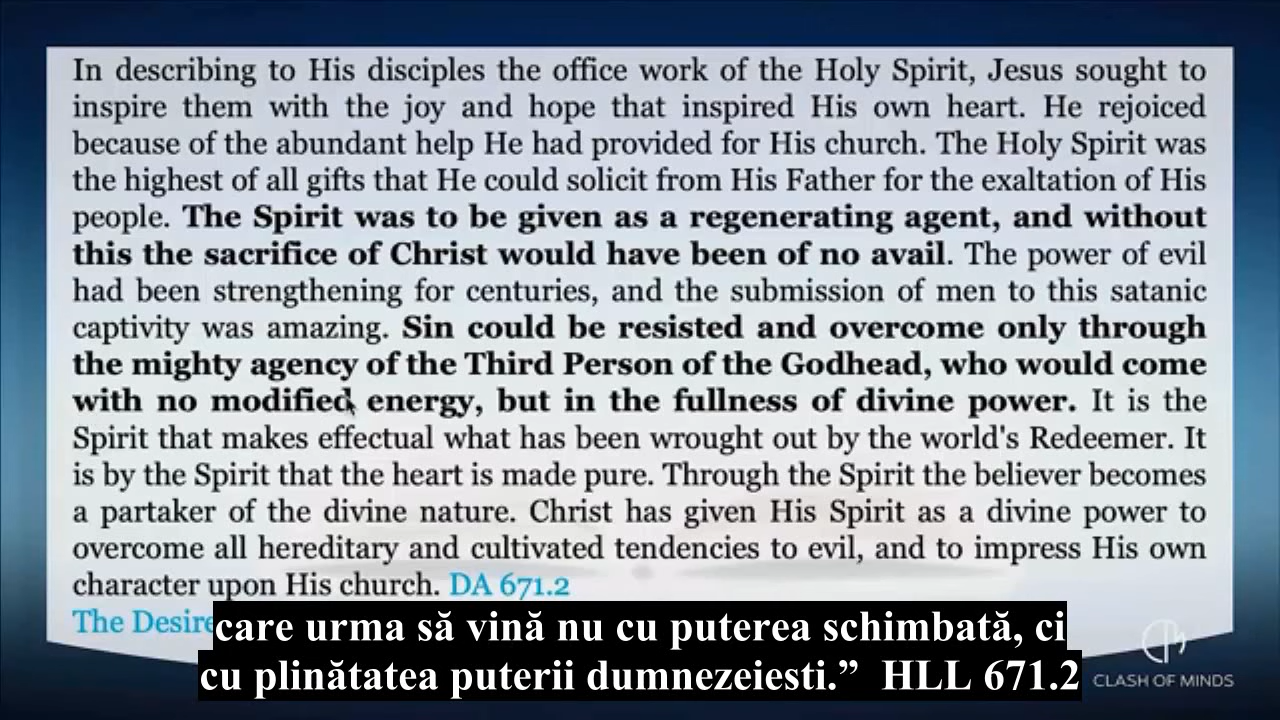 In describing to His disciples the office work of the Holy Spirit, Jesus sought to
inspire them with the joy and hope that inspired His own heart. He rejoiced
because of the abundant help He had provided for His church. The Holy Spirit was
the highest of all gifts that He could solicit from His Father for the exaltation of His
people. The Spirit was to be given as a regenerating agent, and without
this the sacrifice of Christ would have been of no avail. The power of evil
had been strengthening for centuries, and the submission of men to this satanic
captivity was amazing. Sin could be resisted and overcome only through
the mighty agency of the Third Person of the Godhead, who would come
with no modified energy, but in the fullness of divine power. It is the
Spirit that makes effectual what has been wrought out by the world's Redeemer. It
is by the Spirit that the heart is made pure. Through the Spirit the believer becomes
a partaker of the divine nature. Christ has given His Spirit as a divine power to
overcome all hereditary and cultivated tendencies to evil, and to impress His own
character upon His church. DA 671.2
The Desire
care urma să vină nu cu puterea schimbată, ci
cu plinătatea puterii dumnezeiesti.” HLL 671.2
CLASH OF MINDS